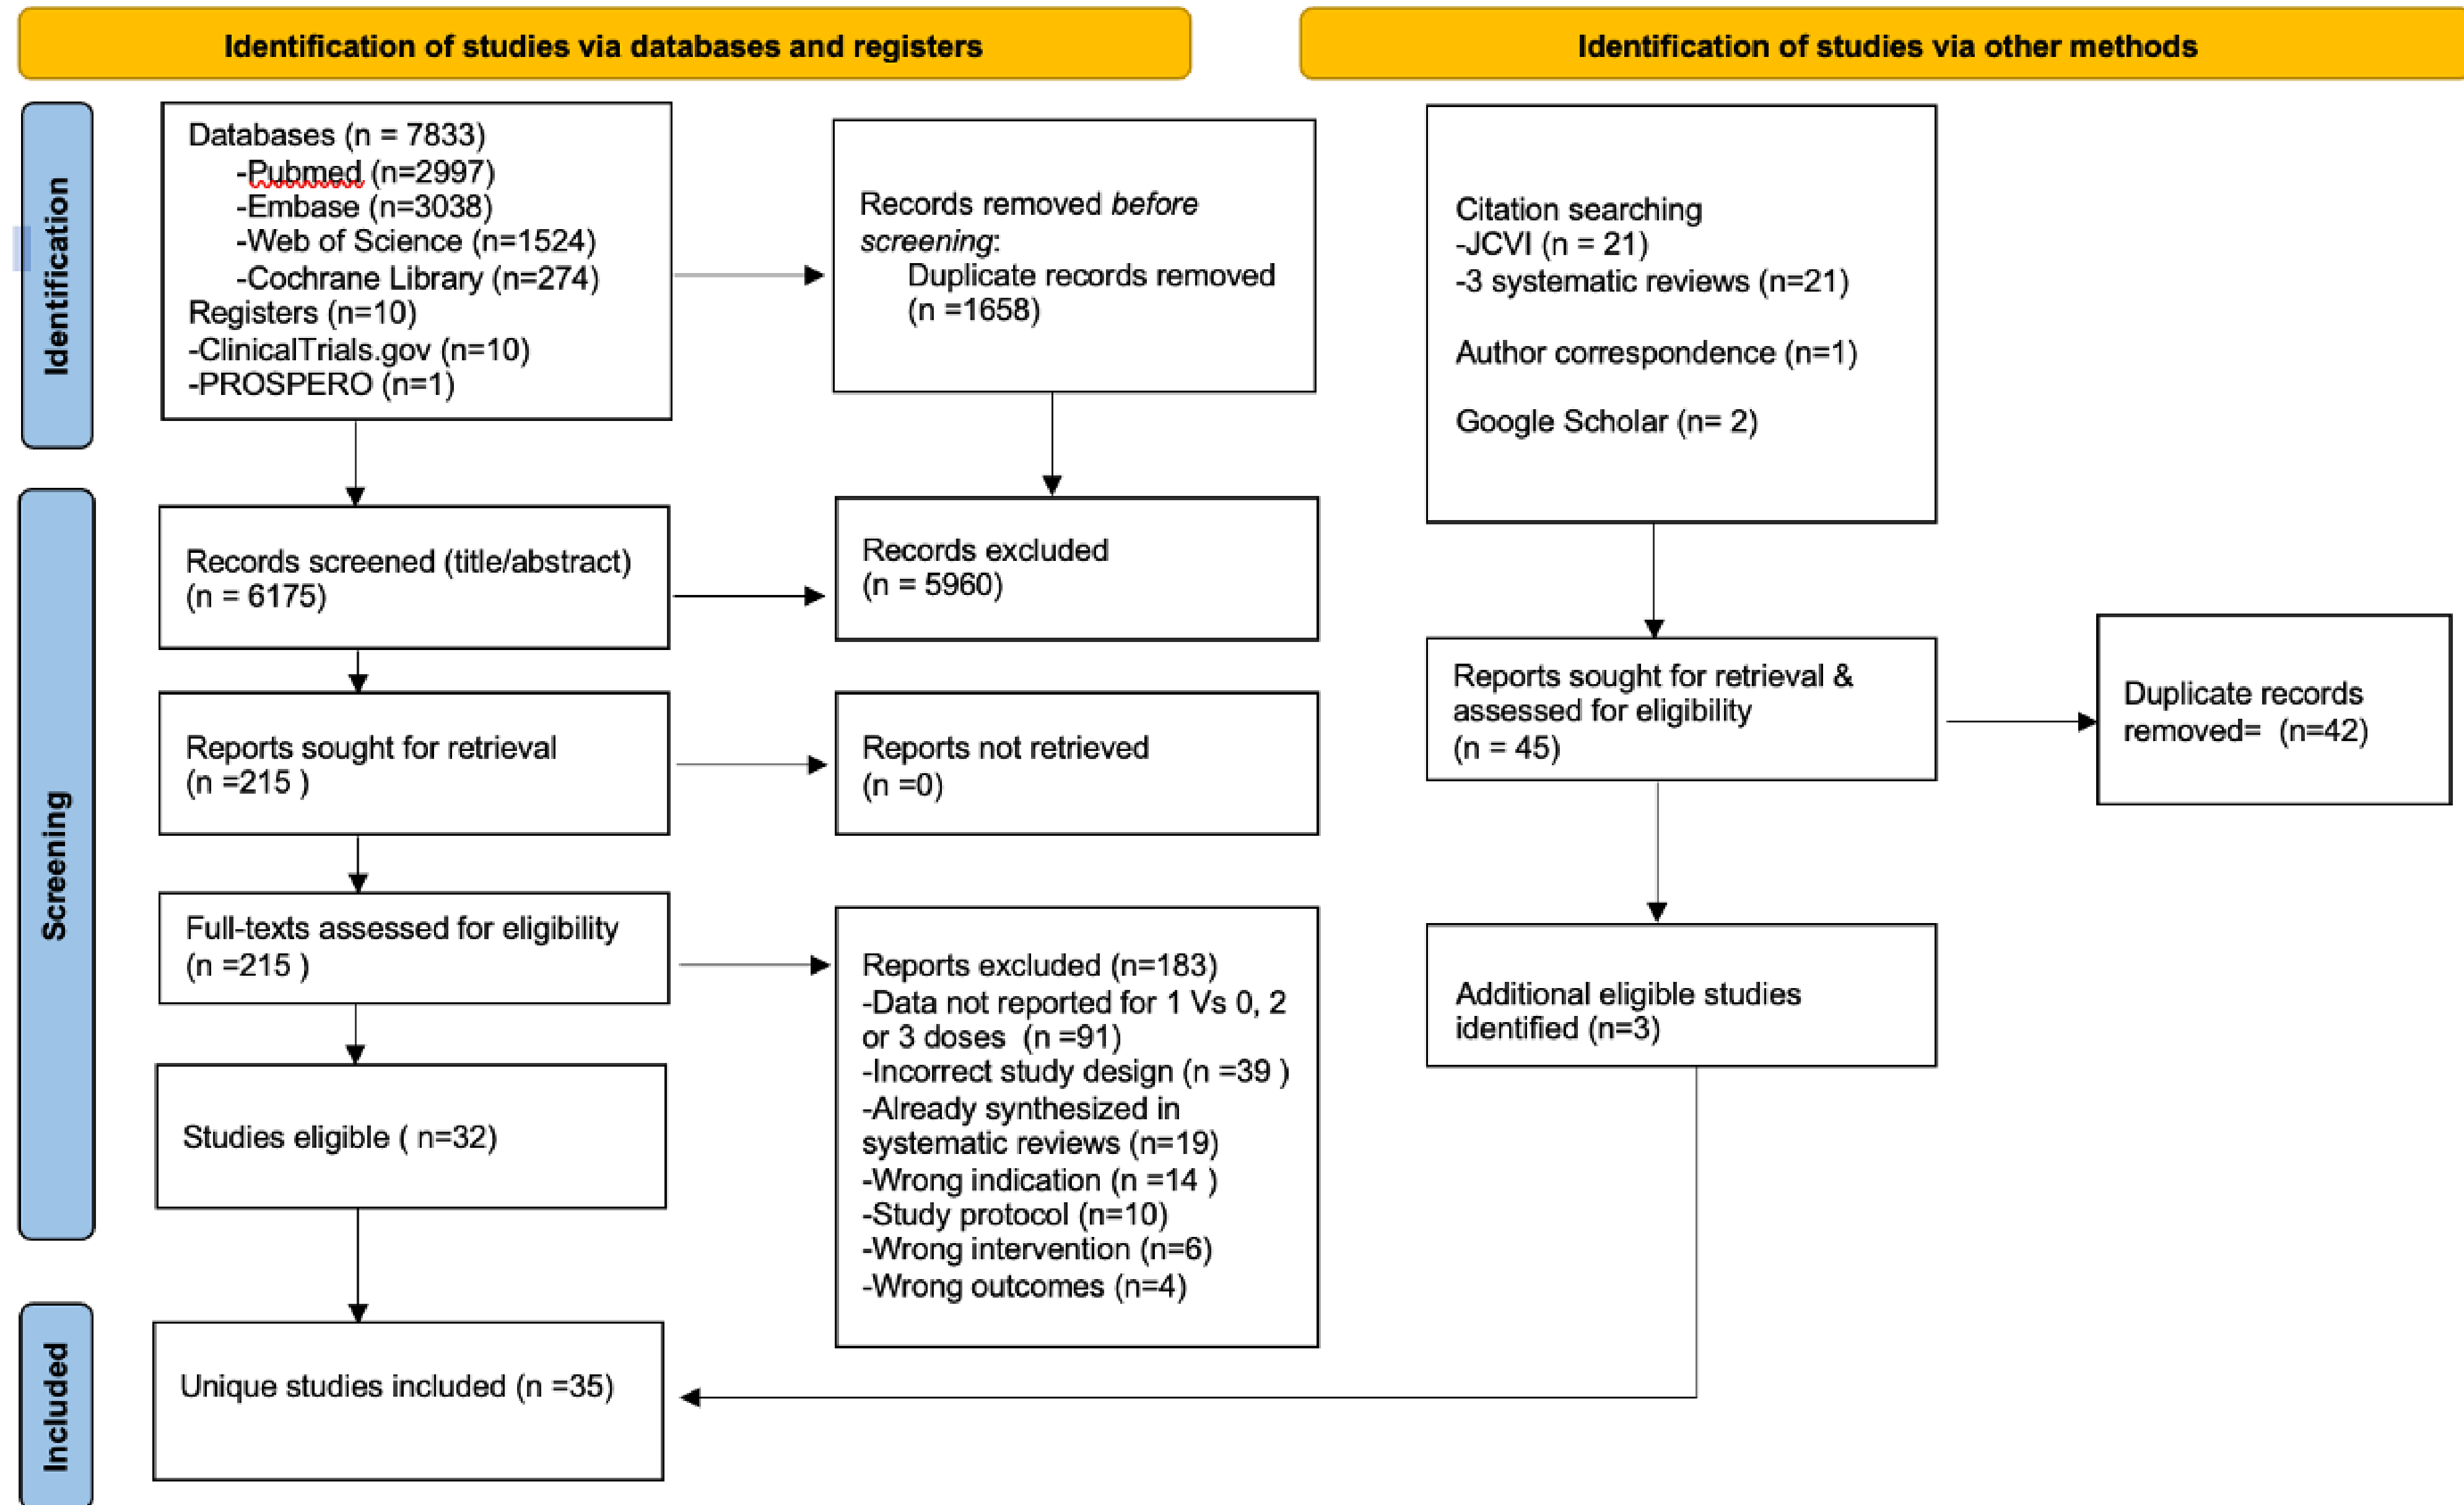 Identification of studies via databases and registers
Identification of studies via other methods
Identification
Databases (n = 7833)
-Pubmed (n=2997)
-Embase (n=3038)
-Web of Science (n=1524)
-Cochrane Library (n=274)
Registers (n=10)
-ClinicalTrials.gov (n=10)
-PROSPERO (n=1)
Records removed before
screening:
Duplicate records removed
(n =1658)
Citation searching
-JCVI (n = 21)
-3 systematic reviews (n=21)
Author correspondence (n=1)
Google Scholar (n= 2)
Screening
Records screened (title/abstract)
(n = 6175)
Records excluded
(n = 5960)
Reports sought for retrieval
(n =215 )
Reports not retrieved
(n =0)
Reports sought for retrieval &
assessed for eligibility
(n = 45)
Duplicate records
removed=  (n=42)
Full-texts assessed for eligibility
(n =215 )
Reports excluded (n=183)
-Data not reported for 1 Vs 0, 2
or 3 doses  (n =91)
-Incorrect study design (n =39 )
-Already synthesized in
systematic reviews (n=19)
-Wrong indication (n =14 )
-Study protocol (n=10)
-Wrong intervention (n=6)
-Wrong outcomes (n=4)
Additional eligible studies
identified (n=3)
Studies eligible ( n=32)
Included
Unique studies included (n =35)